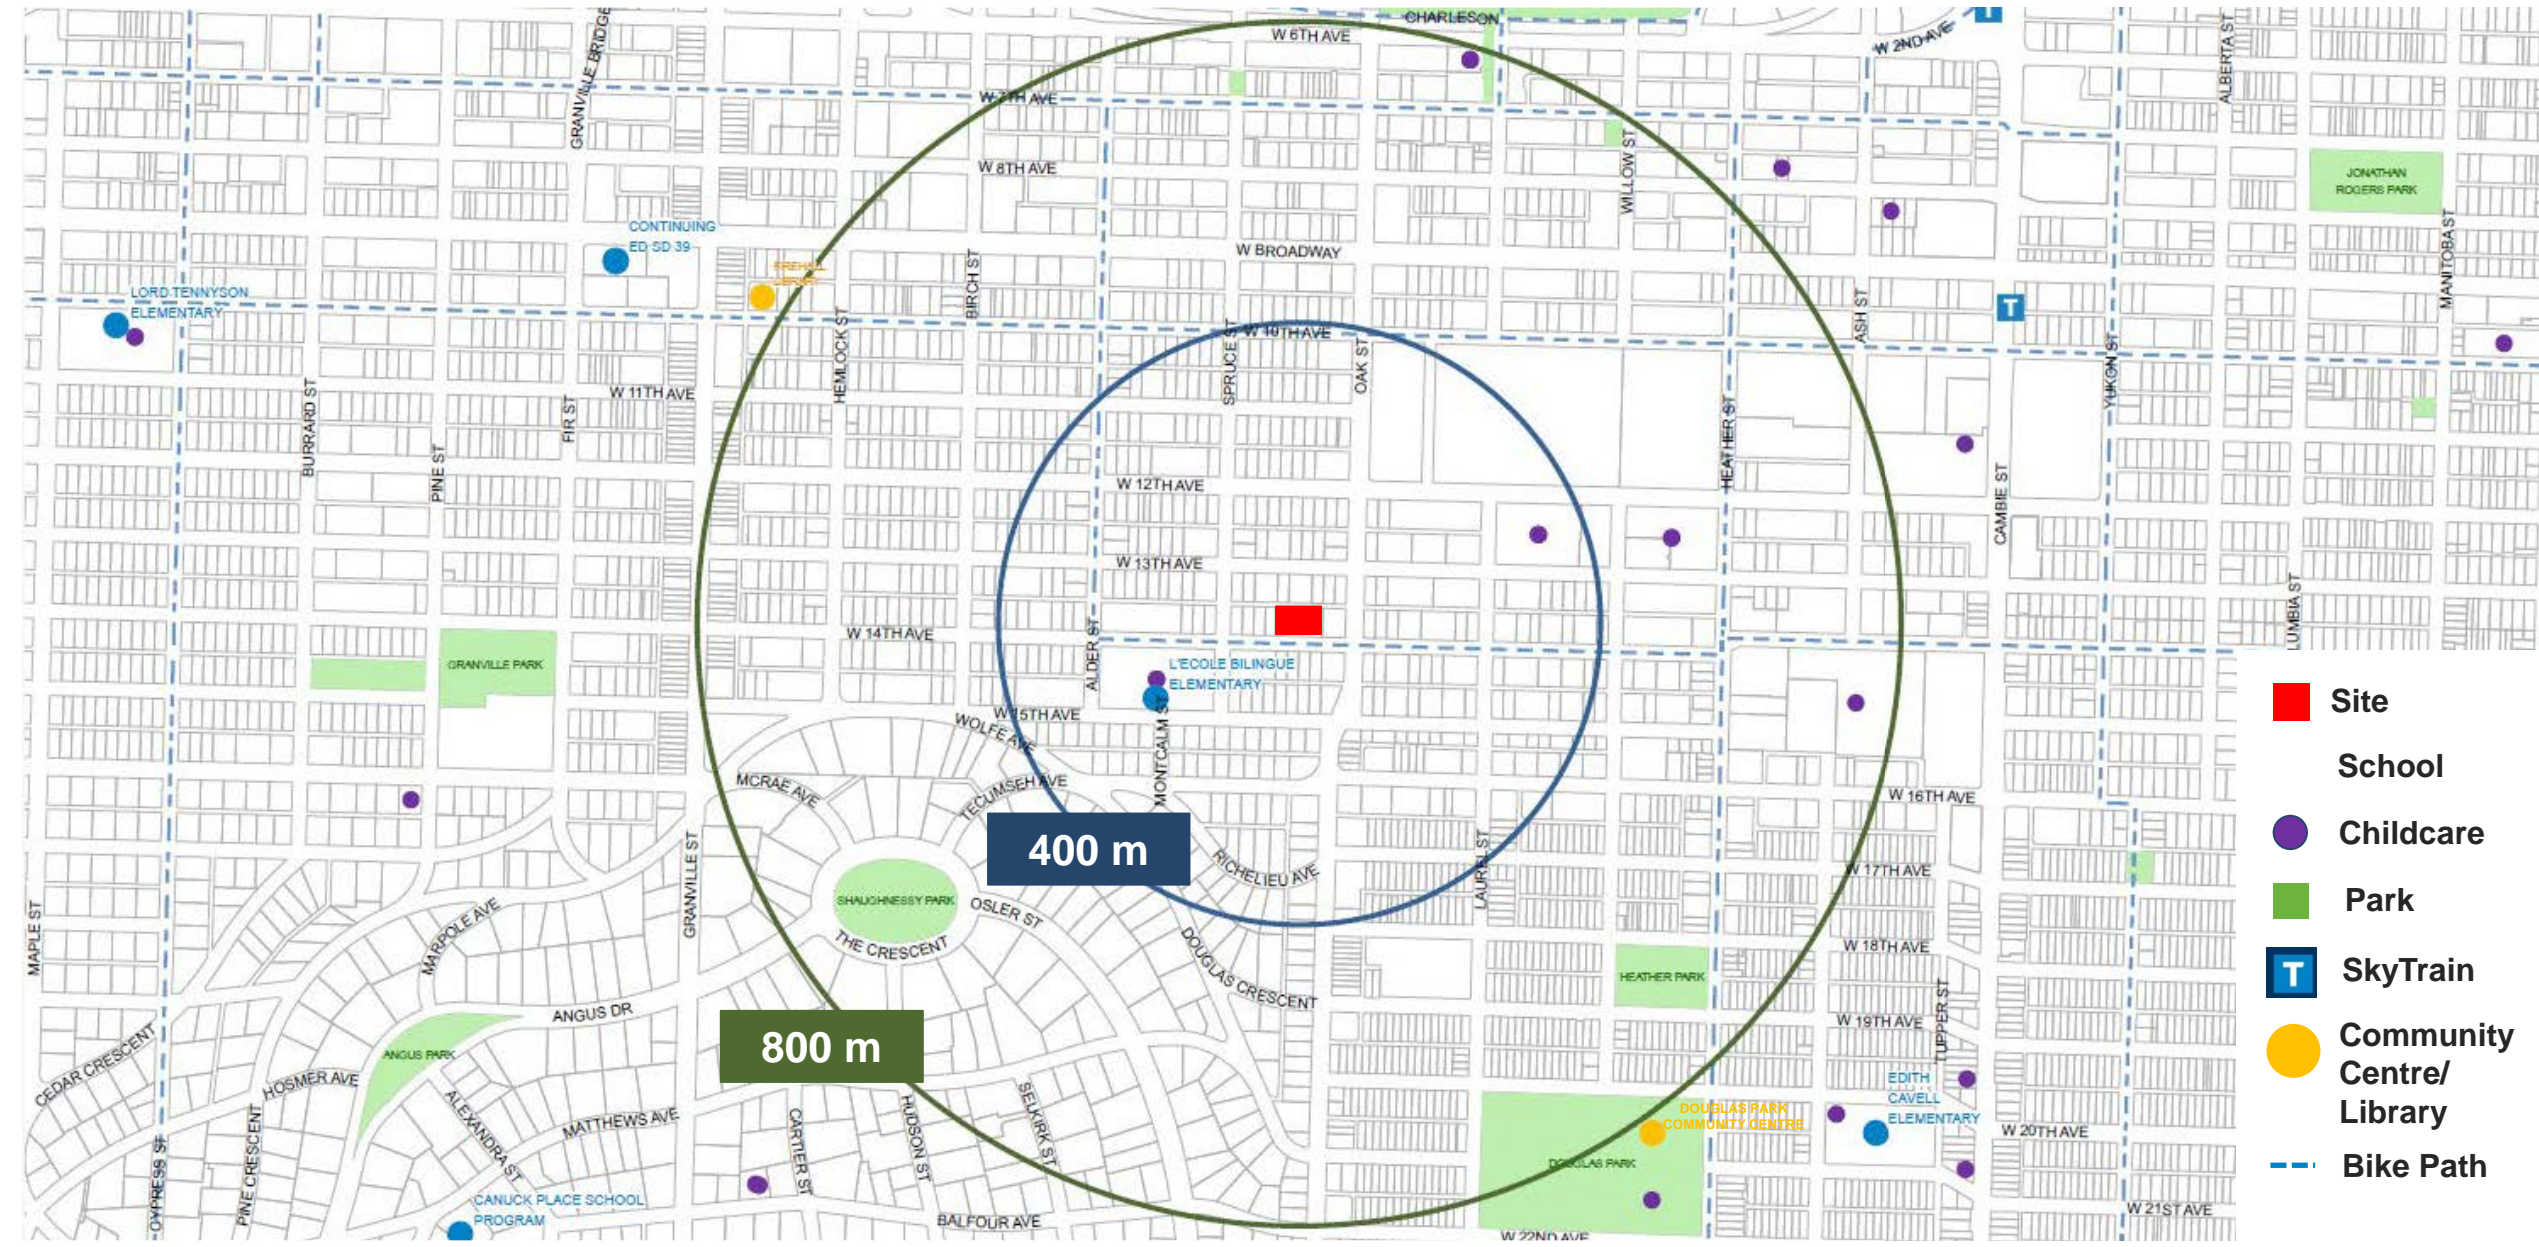 CHARLESON
W 6TH AVE
W 2ND AVE
ALBERTA ST
GRANVILLE BRIDGE
W 7TH AVE
W 8TH AVE
WILLOW ST
JONATHAN
ROGERS PARK
CONTINUING
ED SD 39
W BROADWAY
FIREHALL
LIBRARY
BIRCH ST
MANITOBA ST
LORD TENNYSON
ELEMENTARY
HEMLOCK ST
SPRUCE ST
W 10TH AVE
OAK ST
ASH ST
YUKON ST
BURRARD ST
FIR ST
W 11TH AVE
PINE ST
HEATHER ST
W 12TH AVE
CAMBIE ST
W 13TH AVE
W 14TH AVE
ALDER ST
LUMBIA ST
GRANVILLE PARK
L'ECOLE BILINGUE
ELEMENTARY
W 15TH AVE
WOLFE AVE
MONTCALM ST
MCRAE AVE
TECUMSEH AVE
W 16TH AVE
400 m
RICHELIEU AVE
LAUREL ST
W 17TH AVE
GRANVILLE ST
SHAUGHNESSY PARK
OSLER ST
THE CRESCENT
MAPLE ST
MARPOLE AVE
DOUGLAS CRESCENT
W 18TH AVE
HEATHER PARK
ANGUS DR
W 19TH AVE
TUPPER ST
800 m
CEDAR CRESCENT
ANGUS PARK
HOSMER AVE
ALEXANDRA ST
MATTHEWS AVE
CARTIER ST
HUDSON ST
SELKIRK ST
DOUGLAS PARK
COMMUNITY CENTRE
DOUGLAS PARK
EDITH
CAVELL
ELEMENTARY
W 20TH AVE
CYPRESS ST
PINE CRESCENT
CANUCK PLACE SCHOOL
PROGRAM
BALFOUR AVE
W 21ST AVE
W 22ND AVE
Site
School
Childcare
Park
T
SkyTrain
Community
Centre/
Library
Bike Path